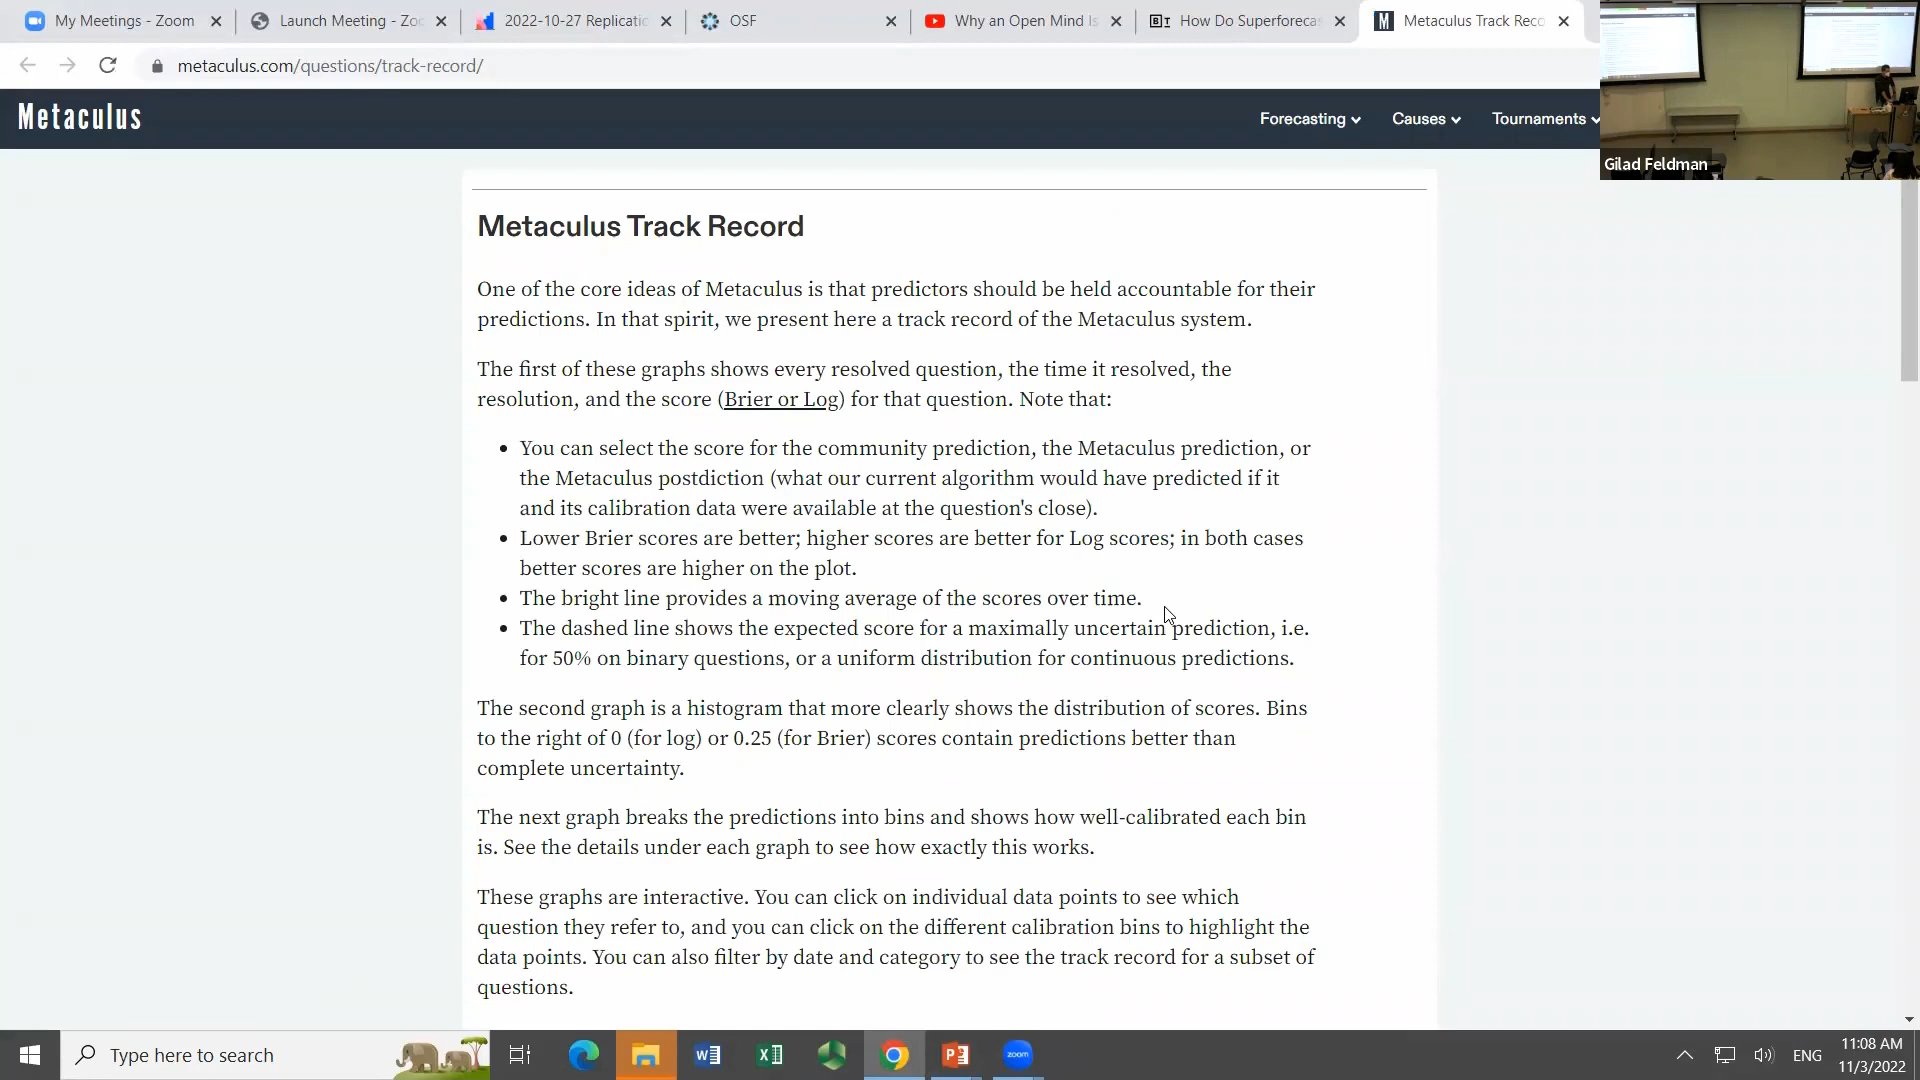 My Meetings - Zoom
Launch Meeting - Zo
2022-10-27 Replicati
OSF
Why an Open Mind Is
How Do Superforeca
Metaculus Track Reco
metaculus.com/questions/track-record/
Metaculus
Forecasting
Causes
Tournaments
Gilad Feldman
Metaculus Track Record
One of the core ideas of Metaculus is that predictors should be held accountable for their
predictions. In that spirit, we present here a track record of the Metaculus system.
The first of these graphs shows every resolved question, the time it resolved, the
resolution, and the score (Brier or Log) for that question. Note that:
• You can select the score for the community prediction, the Metaculus prediction, or
the Metaculus postdiction (what our current algorithm would have predicted if it
and its calibration data were available at the question's close).
• Lower Brier scores are better; higher scores are better for Log scores; in both cases
better scores are higher on the plot.
• The bright line provides a moving average of the scores over time.
• The dashed line shows the expected score for a maximally uncertain prediction, i.e.
for 50% on binary questions, or a uniform distribution for continuous predictions.
The second graph is a histogram that more clearly shows the distribution of scores. Bins
to the right of 0 (for log) or 0.25 (for Brier) scores contain predictions better than
complete uncertainty.
The next graph breaks the predictions into bins and shows how well-calibrated each bin
is. See the details under each graph to see how exactly this works.
These graphs are interactive. You can click on individual data points to see which
question they refer to, and you can click on the different calibration bins to highlight the
data points. You can also filter by date and category to see the track record for a subset of
questions.
Type here to search
zoom
ENG
11:08 AM
11/3/2022